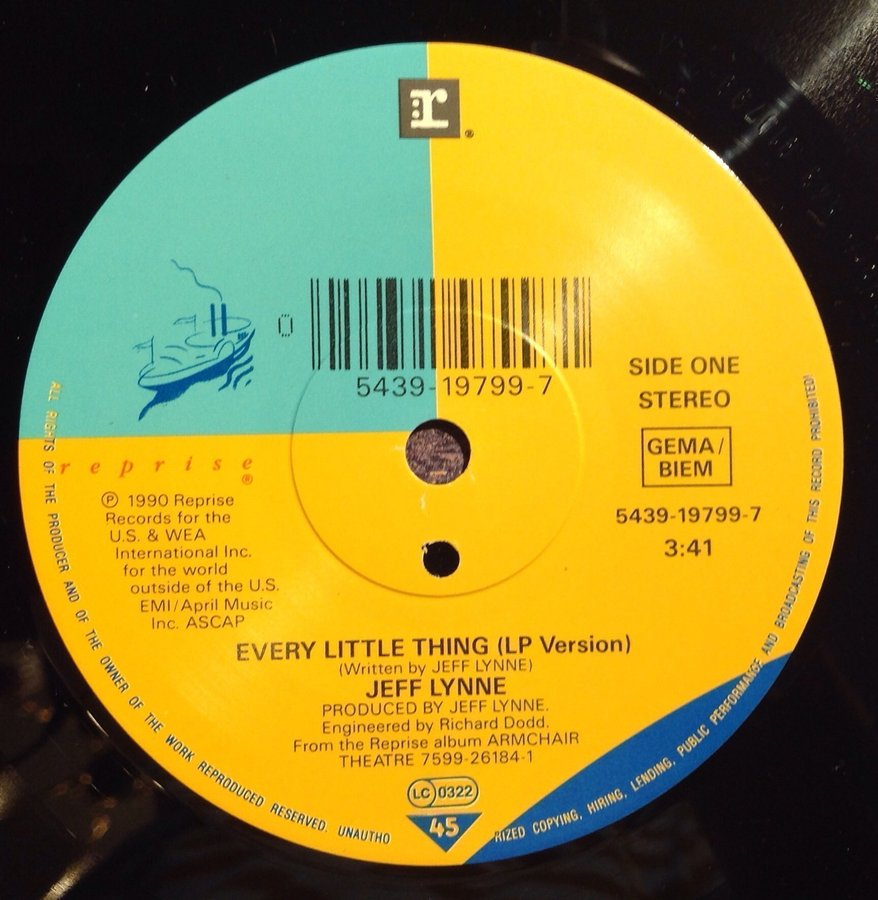 :r
®
0
5439-19799-7
SIDE ONE
STEREO
GEMA/
BIEM
5439-19799-7
3:41
reprise
®
℗ 1990 Reprise
Records for the
U.S. & WEA
International Inc.
for the world
outside of the U.S.
EMI/April Music
Inc. ASCAP
EVERY LITTLE THING (LP Version)
(Written by JEFF LYNNE)
JEFF LYNNE
PRODUCED BY JEFF LYNNE.
Engineered by Richard Dodd.
From the Reprise album ARMCHAIR
THEATRE 7599-26184-1
LC 0322
45
ALL RIGHTS OF THE PRODUCER AND OF THE OWNER OF THE WORK REPRODUCED RESERVED. UNAUTHORIZED COPYING, HIRING, LENDING, PUBLIC PERFORMANCE AND BROADCASTING OF THIS RECORD PROHIBITED!